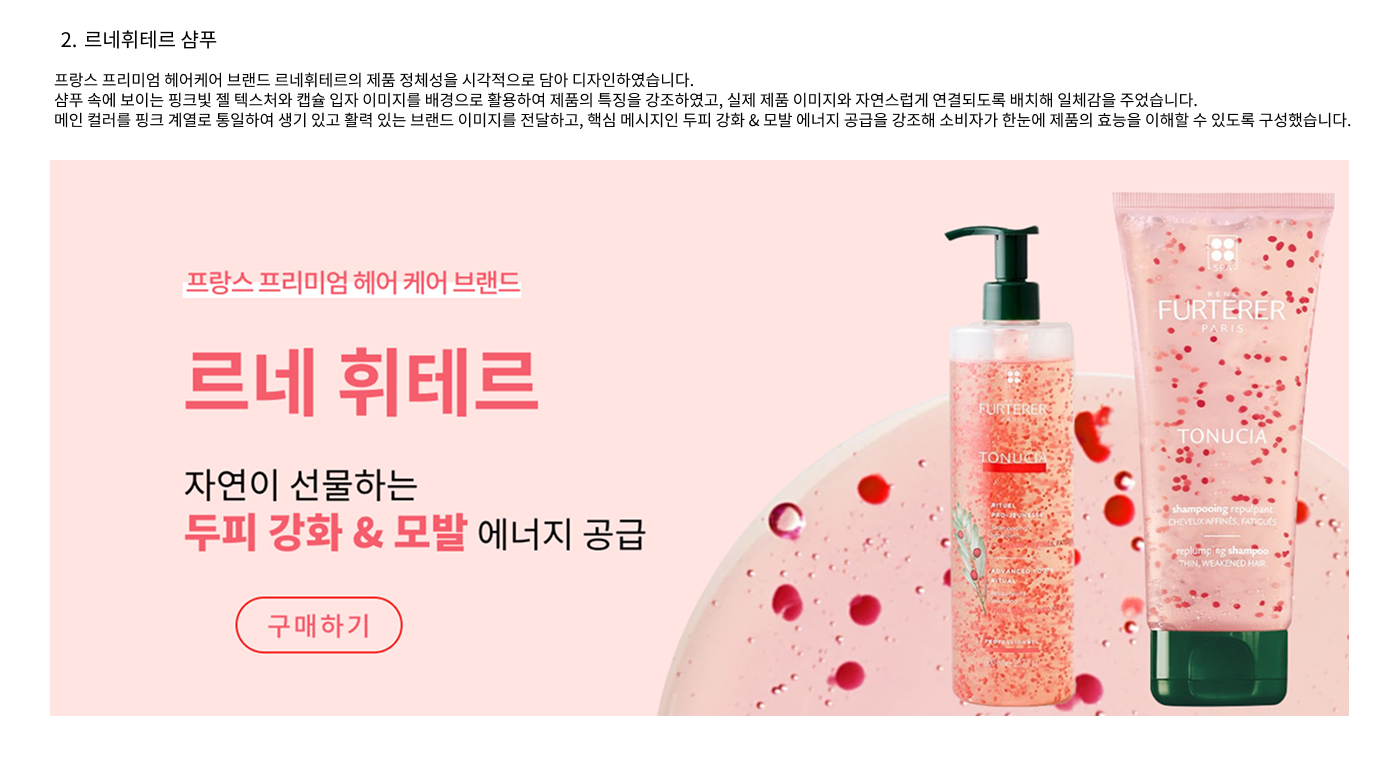 2. 르네휘테르 샴푸
프랑스 프리미엄 헤어케어 브랜드 르네휘테르의 제품 정체성을 시각적으로 담아 디자인하였습니다.
샴푸 속에 보이는 핑크빛 젤 텍스처와 캡슐 입자 이미지를 배경으로 활용하여 제품의 특징을 강조하였고, 실제 제품 이미지와 자연스럽게 연결되도록 배치해 일체감을 주었습니다.
메인 컬러를 핑크 계열로 통일하여 생기 있고 활력 있는 브랜드 이미지를 전달하고, 핵심 메시지인 두피 강화 & 모발 에너지 공급을 강조해 소비자가 한눈에 제품의 효능을 이해할 수 있도록 구성했습니다.
프랑스 프리미엄 헤어 케어 브랜드
르네 휘테르
자연이 선물하는
두피 강화 & 모발 에너지 공급
구매하기
FURTERER
TONUCIA
RITUEL
PRO-JEUNESSE
RITUAL
PROFESSIONNEL
SPA
RENE
FURTERER
PARIS
TONUCIA
shampooing repulpant
CHEVEUX AFFINÉS, FATIGUÉS
replumping shampoo
THIN, WEAKENED HAIR